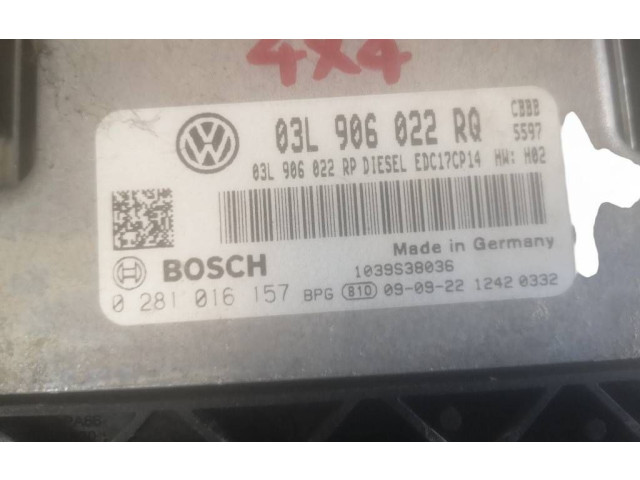 4x4
03L 906 022 RQ
CBBB
5597
03L 906 022 RP DIESEL EDC17CP14 HW: H02
Made in Germany
BOSCH
1039S38036
0 281 016 157 BPG 810 09-09-22 1242 0332